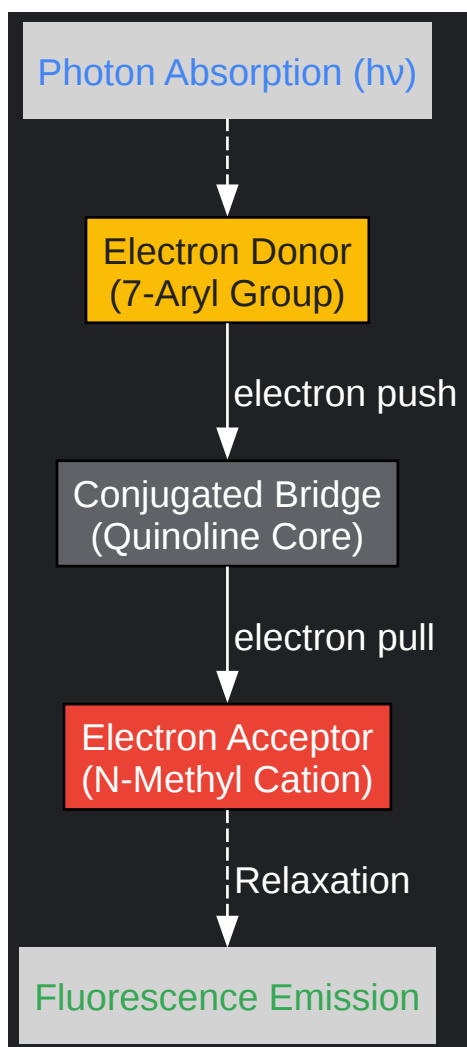 Photon Absorption (hν)
Electron Donor
(7-Aryl Group)
electron push
Conjugated Bridge
(Quinoline Core)
electron pull
Electron Acceptor
(N-Methyl Cation)
Relaxation
Fluorescence Emission